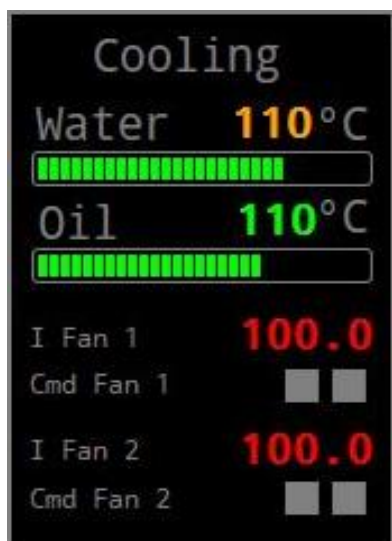 Cooling
Water 110°C
Oil 110°C
I Fan 1 100.0
Cmd Fan 1
I Fan 2 100.0
Cmd Fan 2